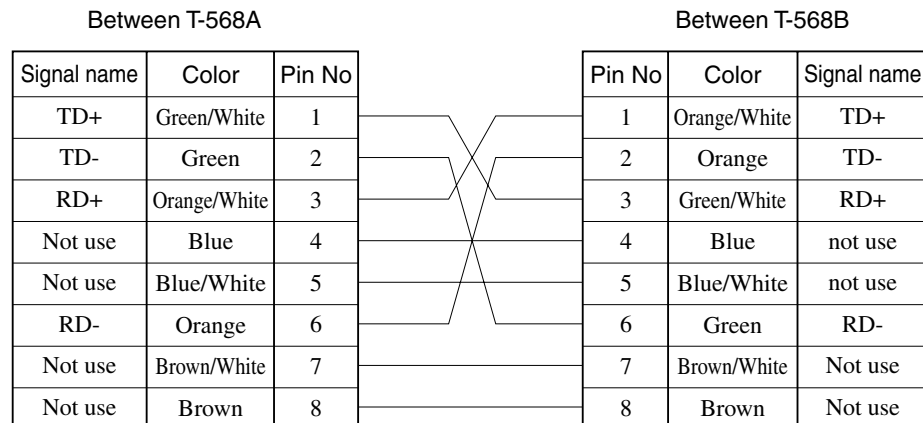 Between T-568A Between T-568B
Signal name Color Pin No Pin No Color Signal name
TD+ Green/White 1 1 Orange/White TD+
TD- Green 2 2 Orange TD-
RD+ Orange/White 3 3 Green/White RD+
Not use Blue 4 4 Blue not use
Not use Blue/White 5 5 Blue/White not use
RD- Orange 6 6 Green RD-
Not use Brown/White 7 7 Brown/White Not use
Not use Brown 8 8 Brown Not use